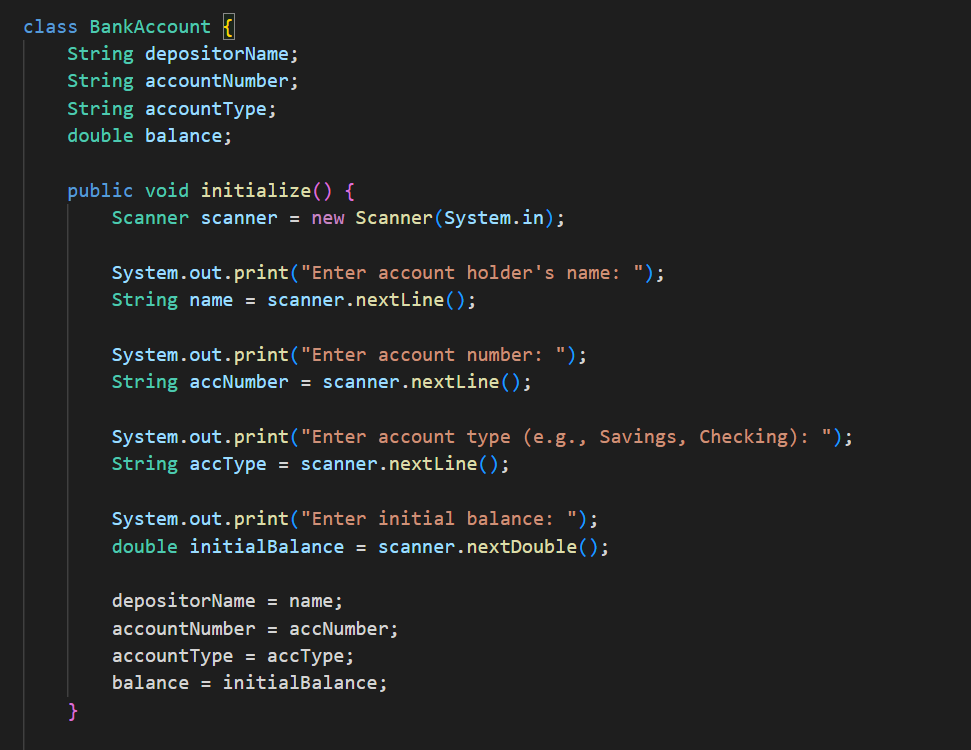 class BankAccount {
    String depositorName;
    String accountNumber;
    String accountType;
    double balance;

    public void initialize() {
        Scanner scanner = new Scanner(System.in);

        System.out.print("Enter account holder's name: ");
        String name = scanner.nextLine();

        System.out.print("Enter account number: ");
        String accNumber = scanner.nextLine();

        System.out.print("Enter account type (e.g., Savings, Checking): ");
        String accType = scanner.nextLine();

        System.out.print("Enter initial balance: ");
        double initialBalance = scanner.nextDouble();

        depositorName = name;
        accountNumber = accNumber;
        accountType = accType;
        balance = initialBalance;
    }